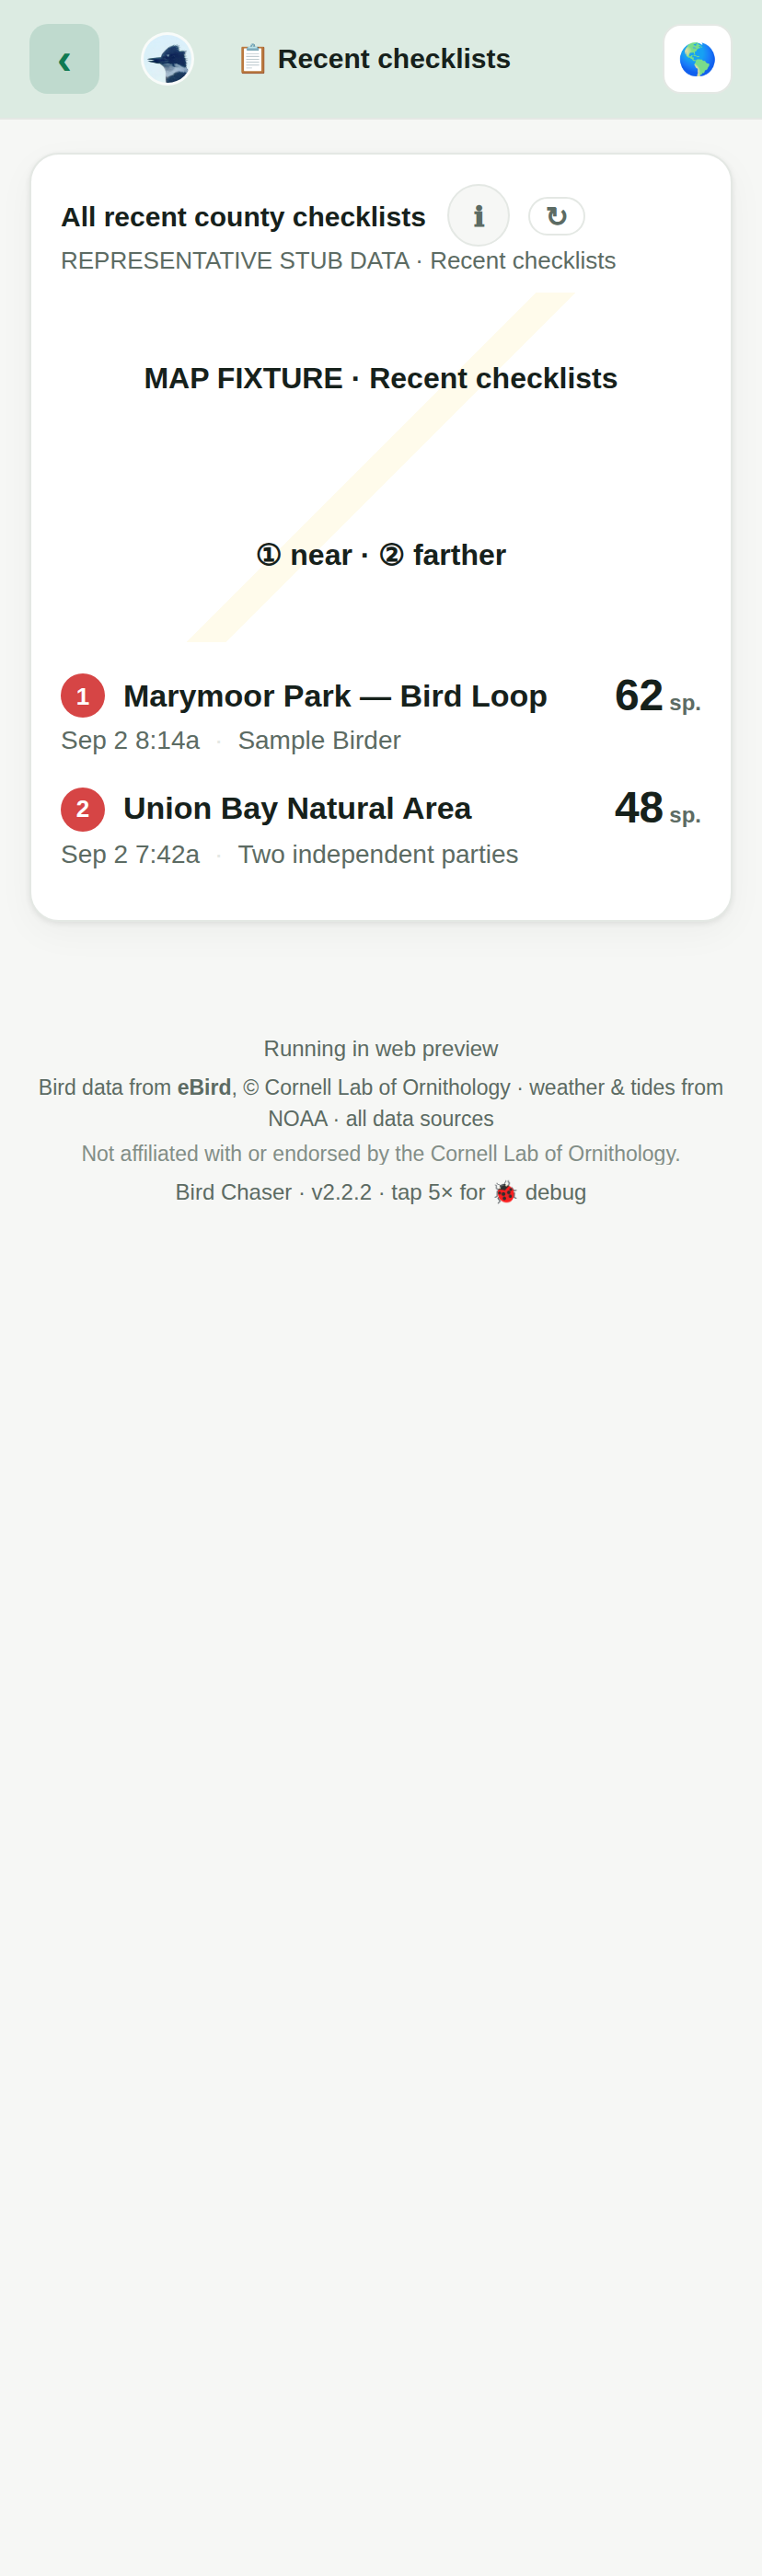 ‹ 📋 Recent checklists 🌎
All recent county checklists ℹ ↻
REPRESENTATIVE STUB DATA · Recent checklists
MAP FIXTURE · Recent checklists
① near · ② farther
1 Marymoor Park — Bird Loop 62 sp.
Sep 2 8:14a · Sample Birder
2 Union Bay Natural Area 48 sp.
Sep 2 7:42a · Two independent parties
Running in web preview
Bird data from eBird, © Cornell Lab of Ornithology · weather & tides from
NOAA · all data sources
Not affiliated with or endorsed by the Cornell Lab of Ornithology.
Bird Chaser · v2.2.2 · tap 5× for 🐞 debug